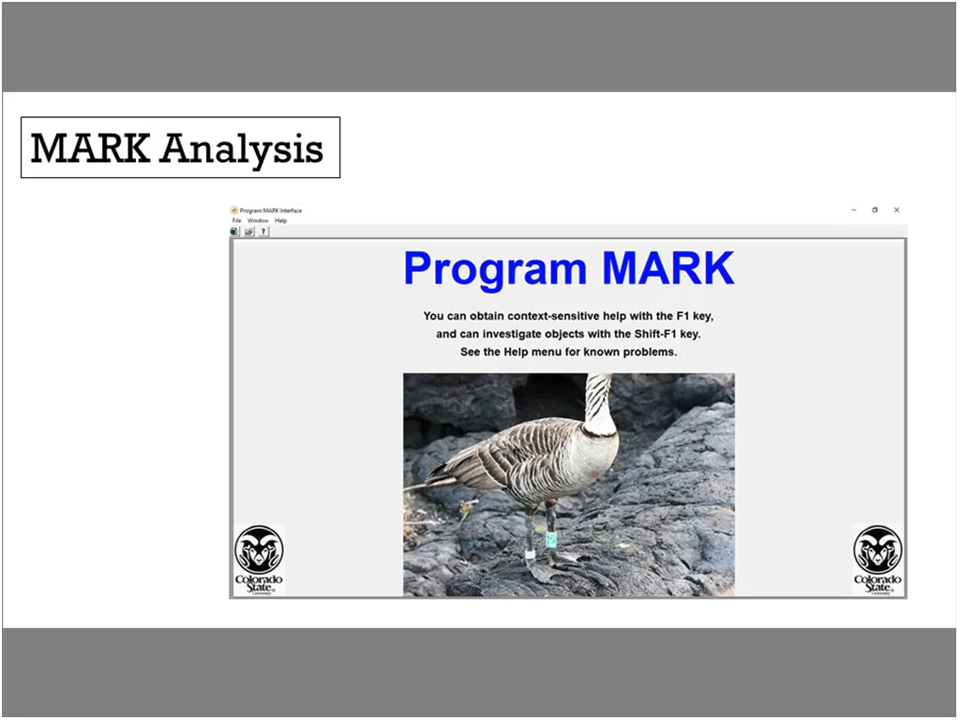 MARK Analysis
Program MARK Interface
File Window Help
?
Program MARK
You can obtain context-sensitive help with the F1 key,
and can investigate objects with the Shift-F1 key.
See the Help menu for known problems.
Colorado
State
University
Colorado
State
University